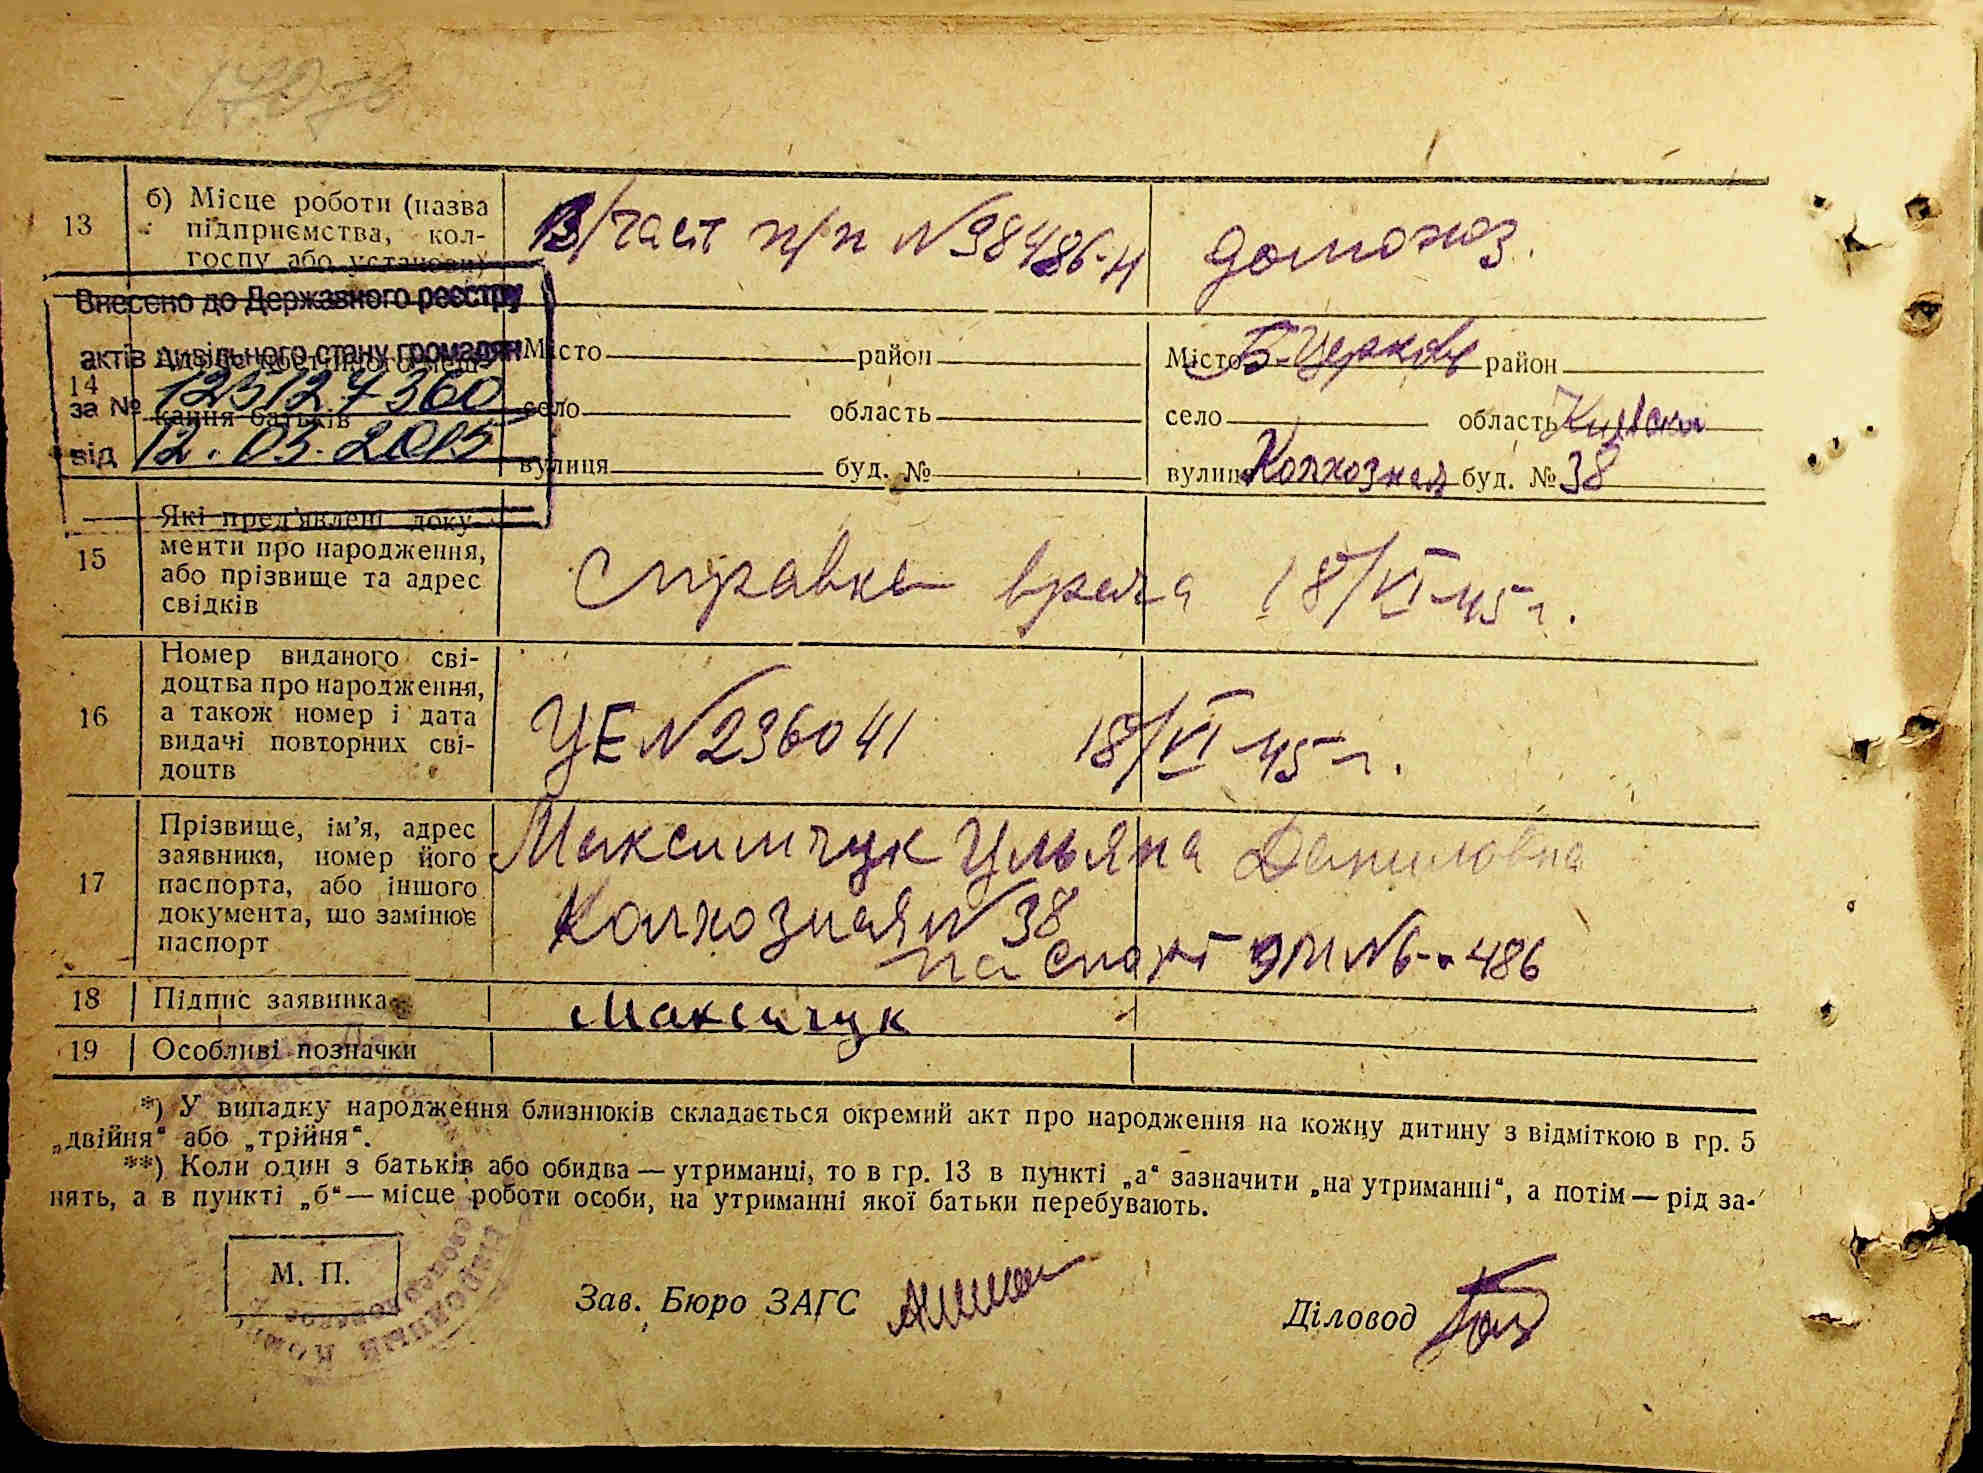 13
б) Місце роботи (назва
підприємства, кол-
госпу або установи)
В/част п/п №98486-И
домохоз.
Внесено до Державного реєстру
актів цивільного стану громадян
за № 123127360
від 12.03.2015
14
кання батьків
Місто район
село область
вулиця буд. №
Місто Б-Церковь район
село область Киевская
вулиця Колхозная буд. № 38
15
Які пред'явлені доку-
менти про народження,
або прізвище та адрес
свідків
Справка врача 18/VI-45 г.
16
Номер виданого сві-
доцтва про народження,
а також номер і дата
видачі повторних сві-
доцтв
УЕ №296041 18/VI-45 г.
17
Прізвище, ім'я, адрес
заявника, номер його
паспорта, або іншого
документа, що замінює
паспорт
Максимчук Ульяна Даниловна
Колхозная № 38
паспорт ЭМ № 486
18
Підпис заявника
Максимчук
19
Особливі позначки
*) У випадку народження близнюків складається окремий акт про народження на кожну дитину з відміткою в гр. 5
„двійня“ або „трійня“.
**) Коли один з батьків або обидва — утриманці, то в гр. 13 в пункті „а“ зазначити „на утриманні“, а потім — рід за-
нять, а в пункті „б“ — місце роботи особи, на утриманні якої батьки перебувають.
М. П.
Зав. Бюро ЗАГС
Діловод